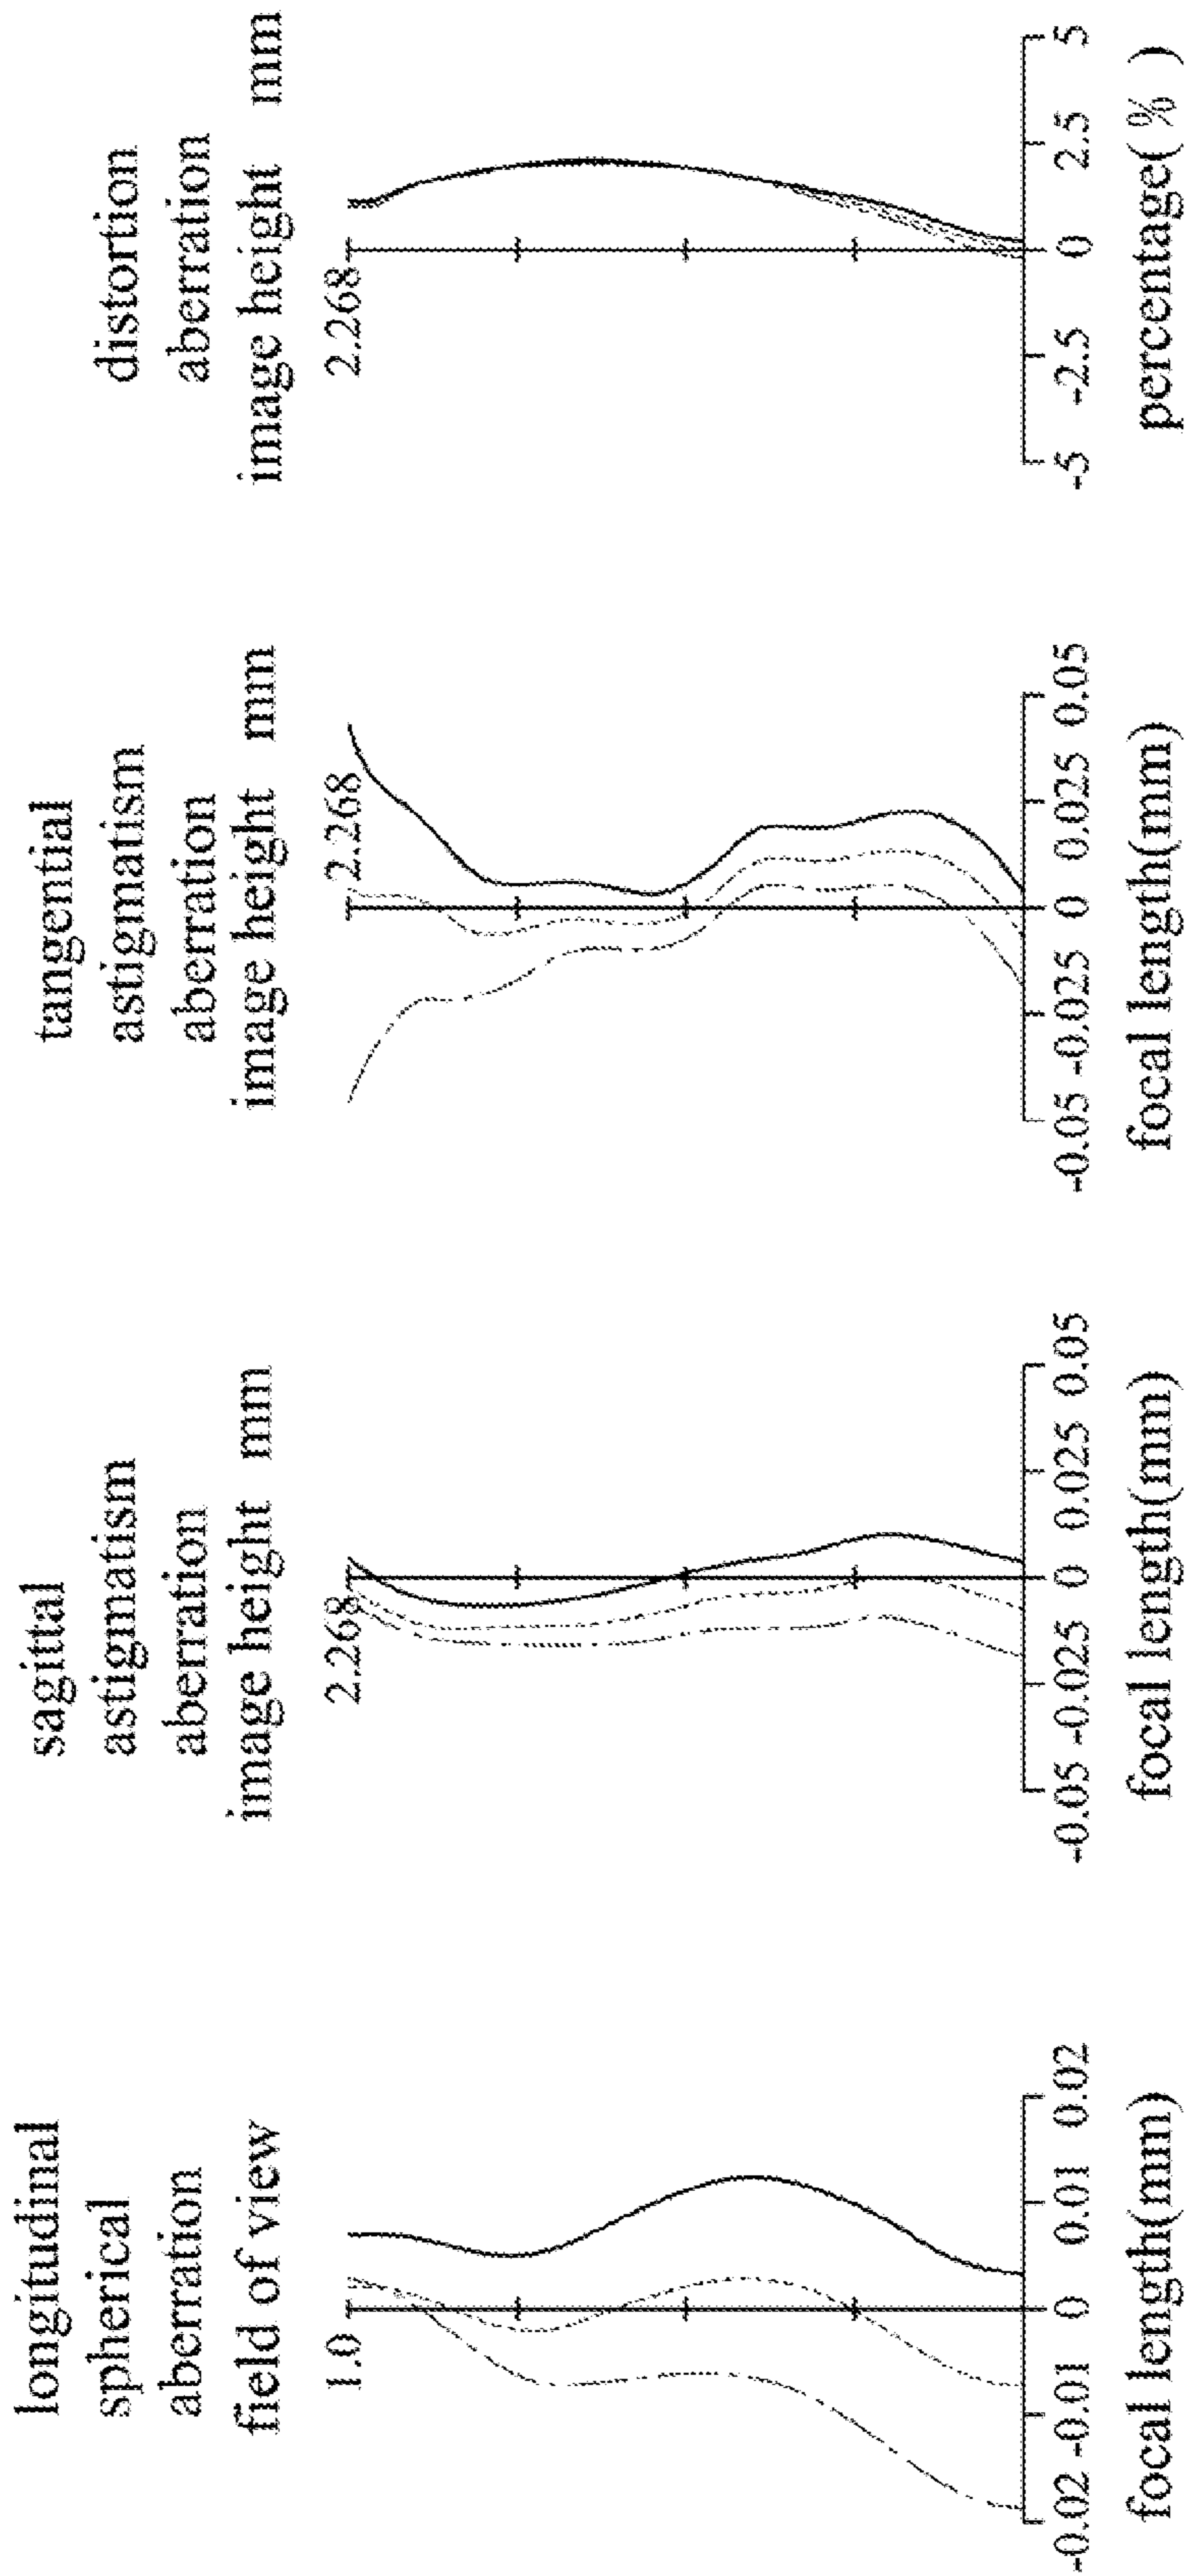 longitudinal
spherical
aberration
field of view
1.0
-0.02 -0.01 0 0.01 0.02
focal length(mm)
sagittal
astigmatism
aberration
image height mm
2.268
-0.05 -0.025 0 0.025 0.05
focal length(mm)
tangential
astigmatism
aberration
image height mm
2.268
-0.05 -0.025 0 0.025 0.05
focal length(mm)
distortion
aberration
image height mm
2.268
-5 -2.5 0 2.5 5
percentage( % )